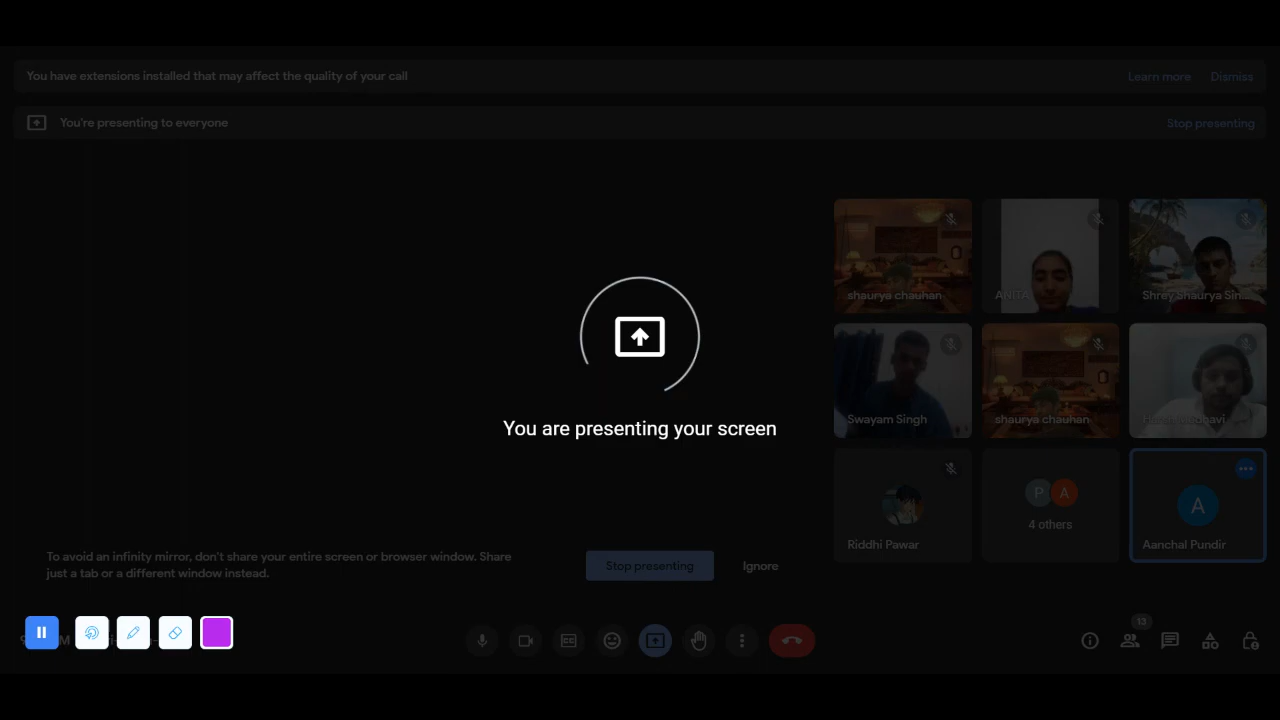 You have extensions installed that may affect the quality of your call
Learn more
Dismiss
You're presenting to everyone
Stop presenting
shaurya chauhan
ANITA
Shrey Shaurya Sin...
You are presenting your screen
Swayam Singh
shaurya chauhan
P
A
4 others
A
Riddhi Pawar
Aanchal Pundir
To avoid an infinity mirror, don't share your entire screen or browser window. Share
just a tab or a different window instead.
Stop presenting
Ignore
CC
13